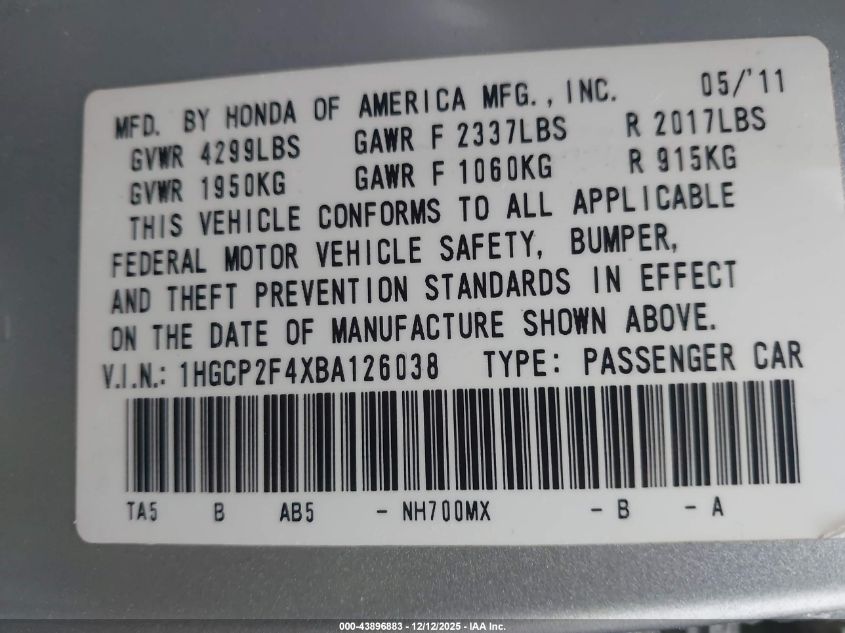 MFD. BY HONDA OF AMERICA MFG., INC. 05/'11
GVWR 4299LBS GAWR F 2337LBS R 2017LBS
GVWR 1950KG GAWR F 1060KG R 915KG
THIS VEHICLE CONFORMS TO ALL APPLICABLE
FEDERAL MOTOR VEHICLE SAFETY, BUMPER,
AND THEFT PREVENTION STANDARDS IN EFFECT
ON THE DATE OF MANUFACTURE SHOWN ABOVE.
V.I.N.: 1HGCP2F4XBA126038 TYPE: PASSENGER CAR
TA5 B AB5 - NH700MX - B - A
000-43896883 - 12/12/2025 - IAA Inc.